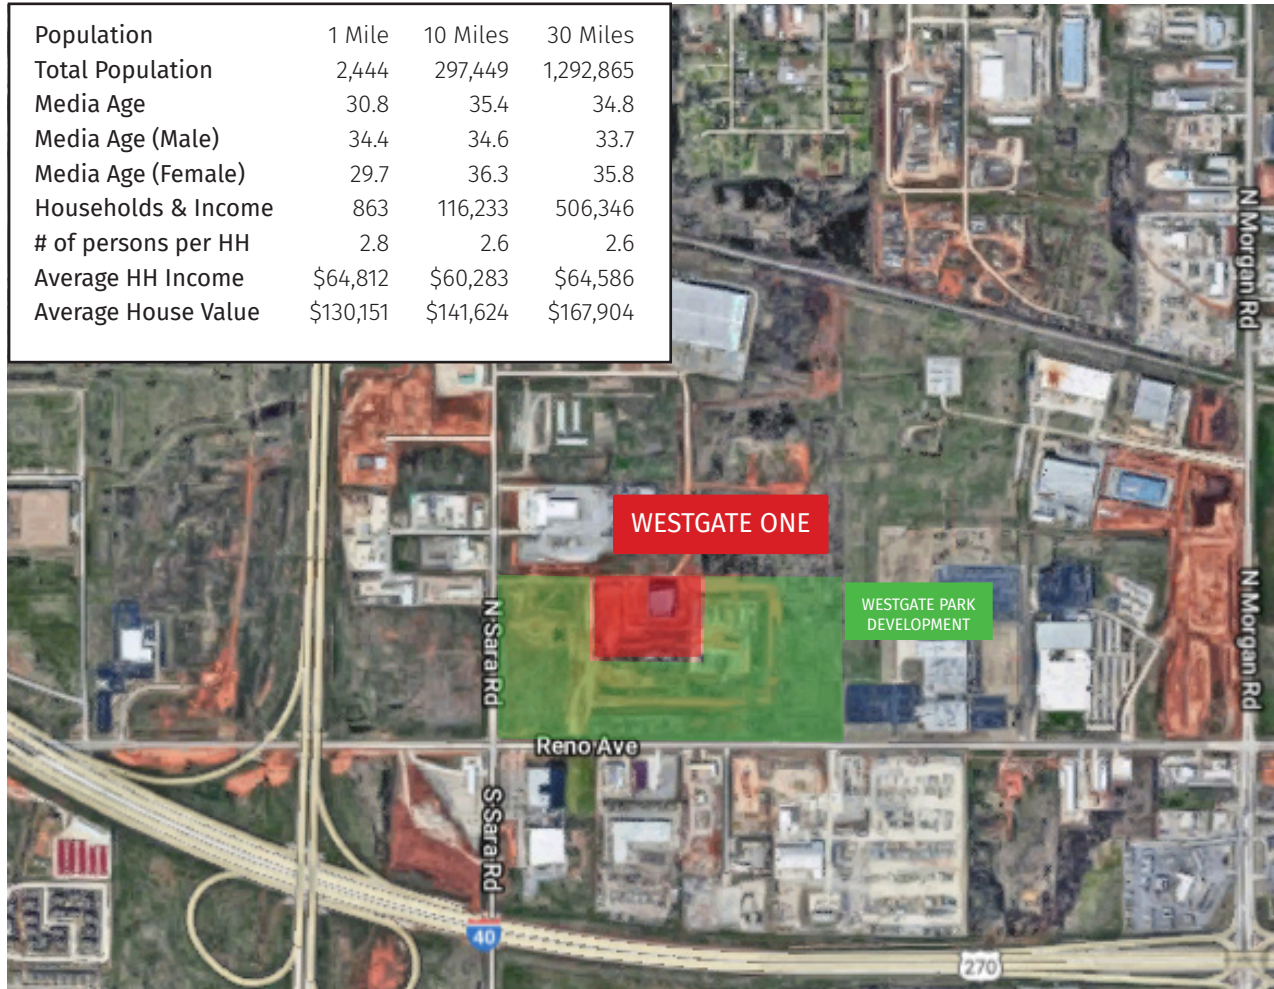 Population 1 Mile 10 Miles 30 Miles
Total Population 2,444 297,449 1,292,865
Media Age 30.8 35.4 34.8
Media Age (Male) 34.4 34.6 33.7
Media Age (Female) 29.7 36.3 35.8
Households & Income 863 116,233 506,346
# of persons per HH 2.8 2.6 2.6
Average HH Income $64,812 $60,283 $64,586
Average House Value $130,151 $141,624 $167,904
N Morgan Rd
WESTGATE ONE
WESTGATE PARK
DEVELOPMENT
N Sara Rd
N Morgan Rd
Reno Ave
S Sara Rd
40
270